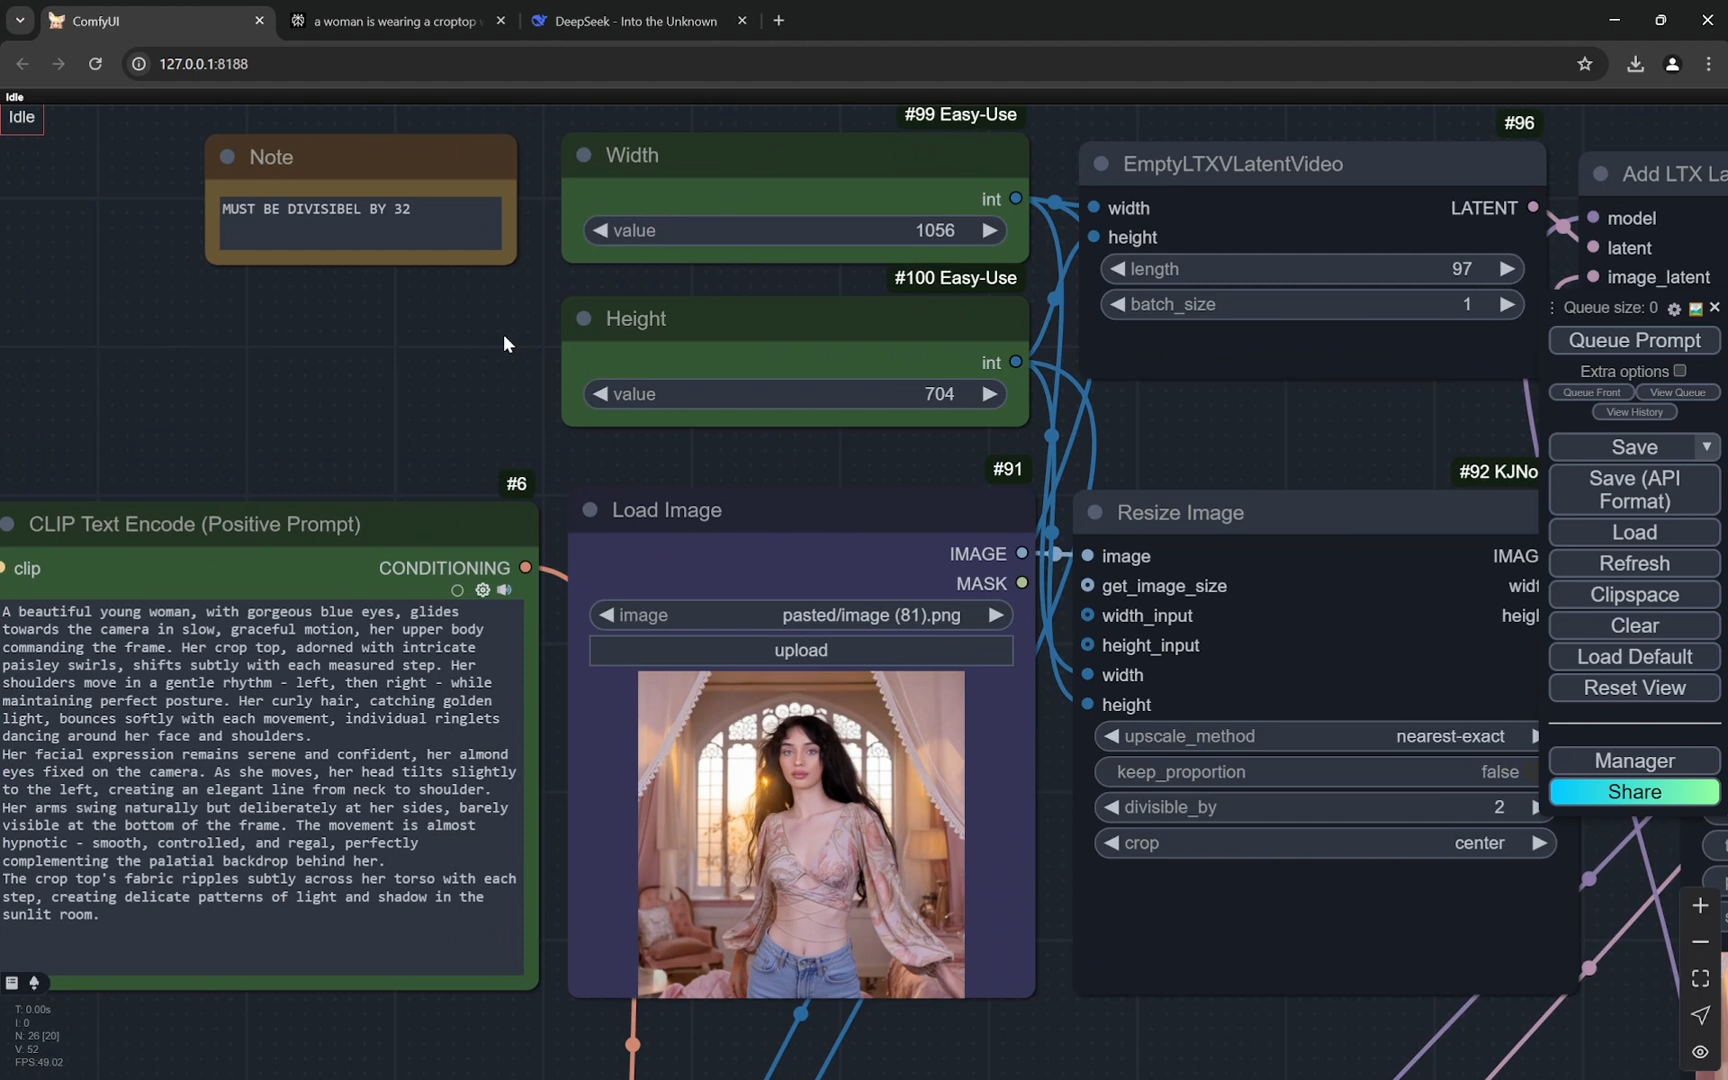 ComfyUI
a woman is wearing a croptop
DeepSeek - Into the Unknown
127.0.0.1:8188
Idle
Idle
Note
MUST BE DIVISIBEL BY 32
#99 Easy-Use
Width
int
value 1056
#100 Easy-Use
Height
int
value 704
#96
EmptyLTXVLatentVideo
width LATENT
height
length 97
batch_size 1
Add LTX La
model
latent
image_latent
Queue size: 0
Queue Prompt
Extra options
Queue Front View Queue
View History
Save
Save (API
Format)
Load
Refresh
Clipspace
Clear
Load Default
Reset View
Manager
Share
#6
CLIP Text Encode (Positive Prompt)
clip CONDITIONING
A beautiful young woman, with gorgeous blue eyes, glides
towards the camera in slow, graceful motion, her upper body
commanding the frame. Her crop top, adorned with intricate
paisley swirls, shifts subtly with each measured step. Her
shoulders move in a gentle rhythm - left, then right - while
maintaining perfect posture. Her curly hair, catching golden
light, bounces softly with each movement, individual ringlets
dancing around her face and shoulders.
Her facial expression remains serene and confident, her almond
eyes fixed on the camera. As she moves, her head tilts slightly
to the left, creating an elegant line from neck to shoulder.
Her arms swing naturally but deliberately at her sides, barely
visible at the bottom of the frame. The movement is almost
hypnotic - smooth, controlled, and regal, perfectly
complementing the palatial backdrop behind her.
The crop top's fabric ripples subtly across her torso with each
step, creating delicate patterns of light and shadow in the
sunlit room.
#91
Load Image
IMAGE
MASK
image pasted/image (81).png
upload
#92 KJNo
Resize Image
image IMAG
get_image_size widt
width_input heigl
height_input
width
height
upscale_method nearest-exact
keep_proportion false
divisible_by 2
crop center
T: 0.00s
I: 0
N: 26 [20]
V: 52
FPS:49.02